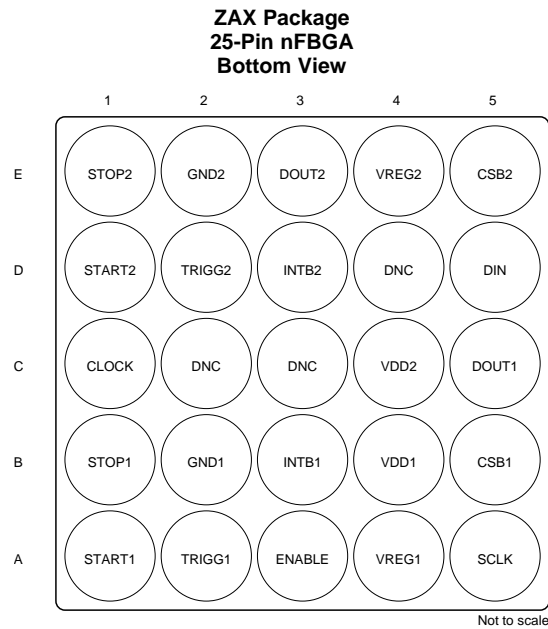 ZAX Package
25-Pin nFBGA
Bottom View
1 2 3 4 5
E STOP2 GND2 DOUT2 VREG2 CSB2
D START2 TRIGG2 INTB2 DNC DIN
C CLOCK DNC DNC VDD2 DOUT1
B STOP1 GND1 INTB1 VDD1 CSB1
A START1 TRIGG1 ENABLE VREG1 SCLK
Not to scale